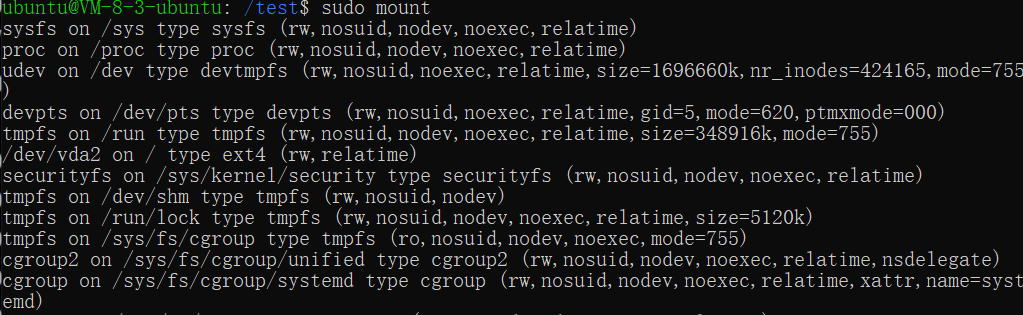 ubuntu@VM-8-3-ubuntu: /test$ sudo mount
sysfs on /sys type sysfs (rw,nosuid,nodev,noexec,relatime)
proc on /proc type proc (rw,nosuid,nodev,noexec,relatime)
udev on /dev type devtmpfs (rw,nosuid,noexec,relatime,size=1696660k,nr_inodes=424165,mode=755
)
devpts on /dev/pts type devpts (rw,nosuid,noexec,relatime,gid=5,mode=620,ptmxmode=000)
tmpfs on /run type tmpfs (rw,nosuid,nodev,noexec,relatime,size=348916k,mode=755)
/dev/vda2 on / type ext4 (rw,relatime)
securityfs on /sys/kernel/security type securityfs (rw,nosuid,nodev,noexec,relatime)
tmpfs on /dev/shm type tmpfs (rw,nosuid,nodev)
tmpfs on /run/lock type tmpfs (rw,nosuid,nodev,noexec,relatime,size=5120k)
tmpfs on /sys/fs/cgroup type tmpfs (ro,nosuid,nodev,noexec,mode=755)
cgroup2 on /sys/fs/cgroup/unified type cgroup2 (rw,nosuid,nodev,noexec,relatime,nsdelegate)
cgroup on /sys/fs/cgroup/systemd type cgroup (rw,nosuid,nodev,noexec,relatime,xattr,name=syst
emd)